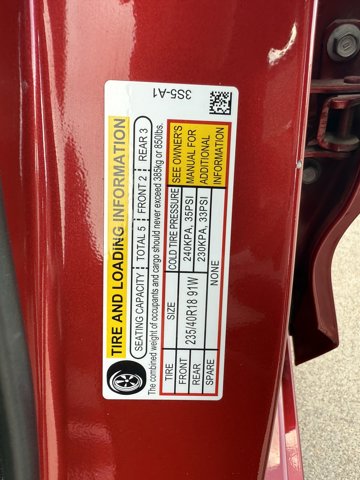 3S5-A1
TIRE AND LOADING INFORMATION
SEATING CAPACITY TOTAL 5 FRONT 2 REAR 3
The combined weight of occupants and cargo should never exceed 385kg or 850lbs.
TIRE SIZE COLD TIRE PRESSURE SEE OWNER'S
FRONT 235/40R18 91W 240KPA, 35PSI MANUAL FOR
REAR 230KPA, 33PSI ADDITIONAL
SPARE NONE INFORMATION